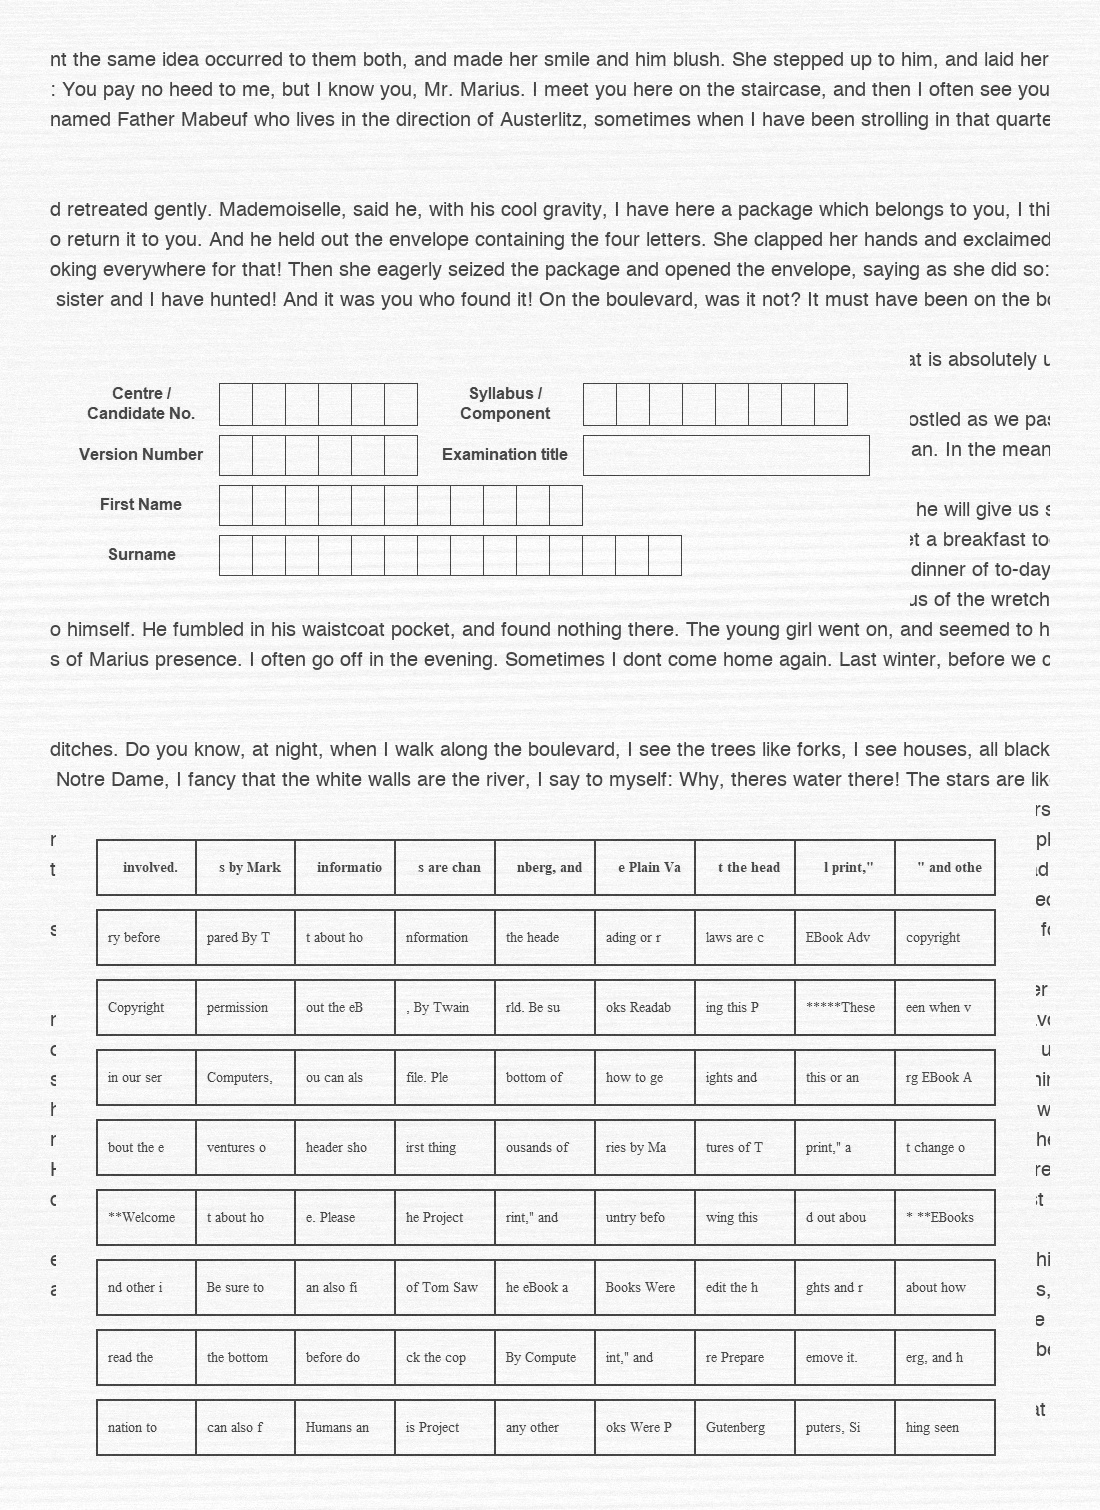 nt the same idea occurred to them both, and made her smile and him blush. She stepped up to him, and laid her
: You pay no heed to me, but I know you, Mr. Marius. I meet you here on the staircase, and then I often see you
named Father Mabeuf who lives in the direction of Austerlitz, sometimes when I have been strolling in that quarte
d retreated gently. Mademoiselle, said he, with his cool gravity, I have here a package which belongs to you, I thi
o return it to you. And he held out the envelope containing the four letters. She clapped her hands and exclaimed
oking everywhere for that! Then she eagerly seized the package and opened the envelope, saying as she did so:
sister and I have hunted! And it was you who found it! On the boulevard, was it not? It must have been on the
at is absolutely
Centre / Candidate No. Syllabus / Component
ostled as we pas
Version Number Examination title
an. In the mean
First Name
he will give us
a breakfast to
Surname
dinner of to-day
us of the wretch
o himself. He fumbled in his waistcoat pocket, and found nothing there. The young girl went on, and seemed to h
s of Marius presence. I often go off in the evening. Sometimes I dont come home again. Last winter, before we c
ditches. Do you know, at night, when I walk along the boulevard, I see the trees like forks, I see houses, all black
Notre Dame, I fancy that the white walls are the river, I say to myself: Why, theres water there! The stars are lik
rs
involved. s by Mark informatio s are chan nberg, and e Plain Va t the head l print," " and othe
ry before pared By T t about ho nformation the heade ading or r laws are c EBook Adv copyright
Copyright permission out the eB , By Twain rld. Be su oks Readab ing this P *****These een when v
in our ser Computers, ou can als file. Ple bottom of how to ge ights and this or an rg EBook A
bout the e ventures o header sho irst thing ousands of ries by Ma tures of T print," a t change o
**Welcome t about ho e. Please he Project rint," and untry befo wing this d out abou * **EBooks
nd other i Be sure to an also fi of Tom Saw he eBook a Books Were edit the h ghts and r about how
read the the bottom before do ck the cop By Compute int," and re Prepare emove it. erg, and h
nation to can also f Humans an is Project any other oks Were P Gutenberg puters, Si hing seen